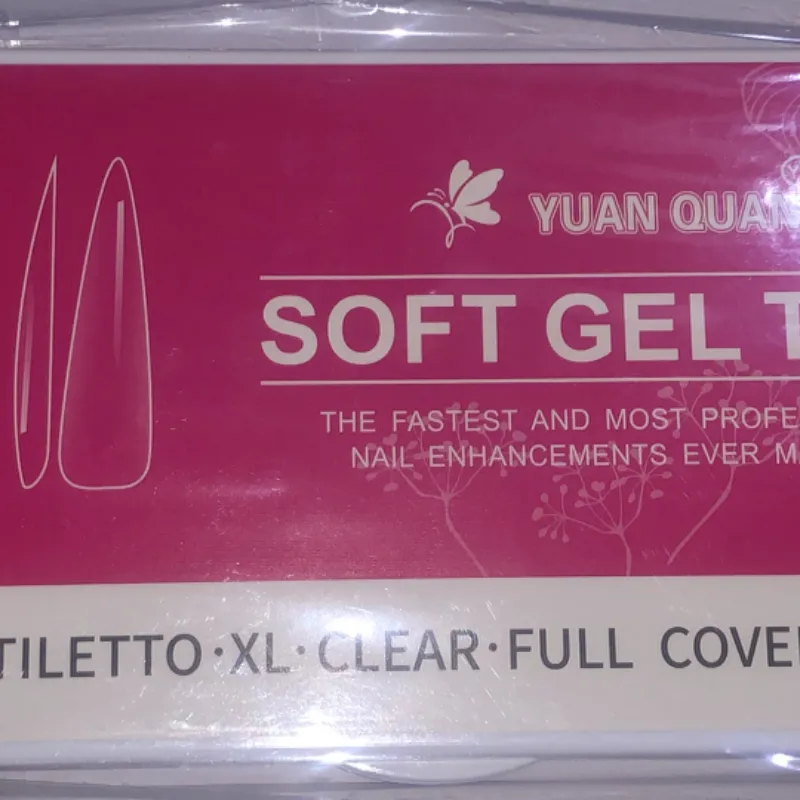 YUAN QUAN
SOFT GEL T
THE FASTEST AND MOST PROFE
NAIL ENHANCEMENTS EVER M
TILETTO·XL·CLEAR·FULL COVE